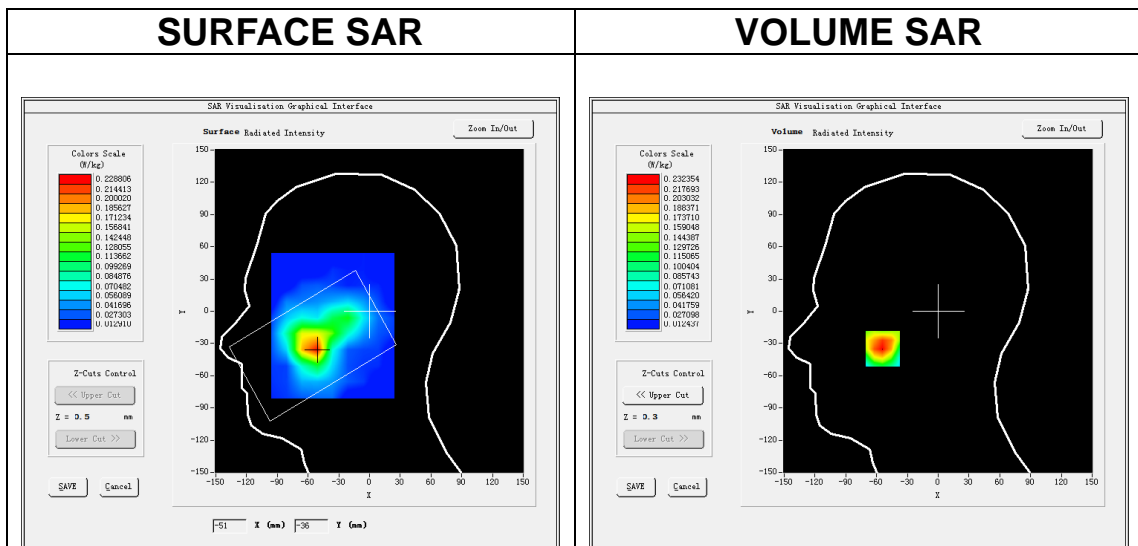 SURFACE SAR
VOLUME SAR
SAR Visualisation Graphical Interface
Surface Radiated Intensity
Zoom In/Out
Colors Scale
(W/kg)
0.228806
0.214413
0.200020
0.185627
0.171234
0.156841
0.142448
0.128055
0.113662
0.099269
0.084876
0.070482
0.056089
0.041696
0.027303
0.012910
150
120
90
60
30
0
-30
-60
-90
-120
-150
Y
-150 -120 -90 -60 -30 0 30 60 90 120 150
X
Z-Cuts Control
<< Upper Cut
Z = 0.5 mm
Lower Cut >>
SAVE Cancel
-51 X (mm) -36 Y (mm)
SAR Visualisation Graphical Interface
Volume Radiated Intensity
Zoom In/Out
Colors Scale
(W/kg)
0.232354
0.217693
0.203032
0.188371
0.173710
0.159048
0.144387
0.129726
0.115065
0.100404
0.085743
0.071081
0.056420
0.041759
0.027098
0.012437
150
120
90
60
30
0
-30
-60
-90
-120
-150
Y
-150 -120 -90 -60 -30 0 30 60 90 120 150
X
Z-Cuts Control
<< Upper Cut
Z = 0.3 mm
Lower Cut >>
SAVE Cancel